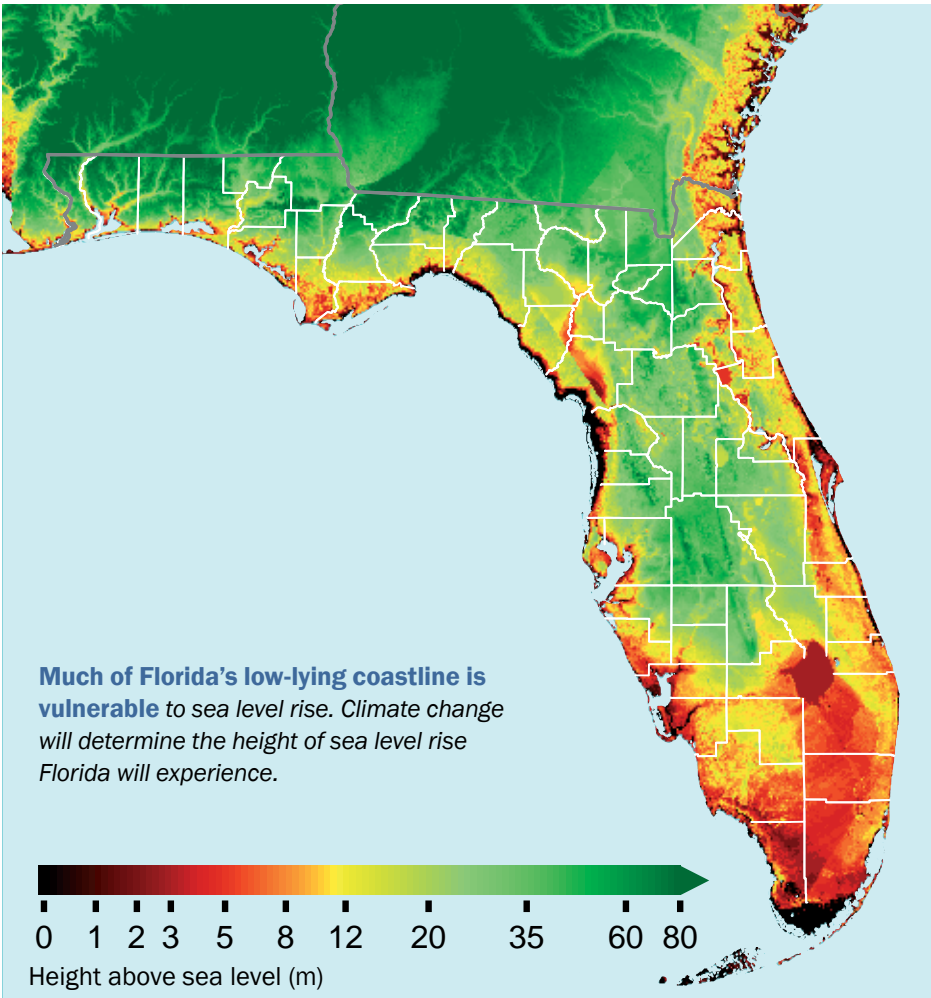 Much of Florida’s low-lying coastline is
vulnerable to sea level rise. Climate change
will determine the height of sea level rise
Florida will experience.
0 1 2 3 5 8 12 20 35 60 80
Height above sea level (m)